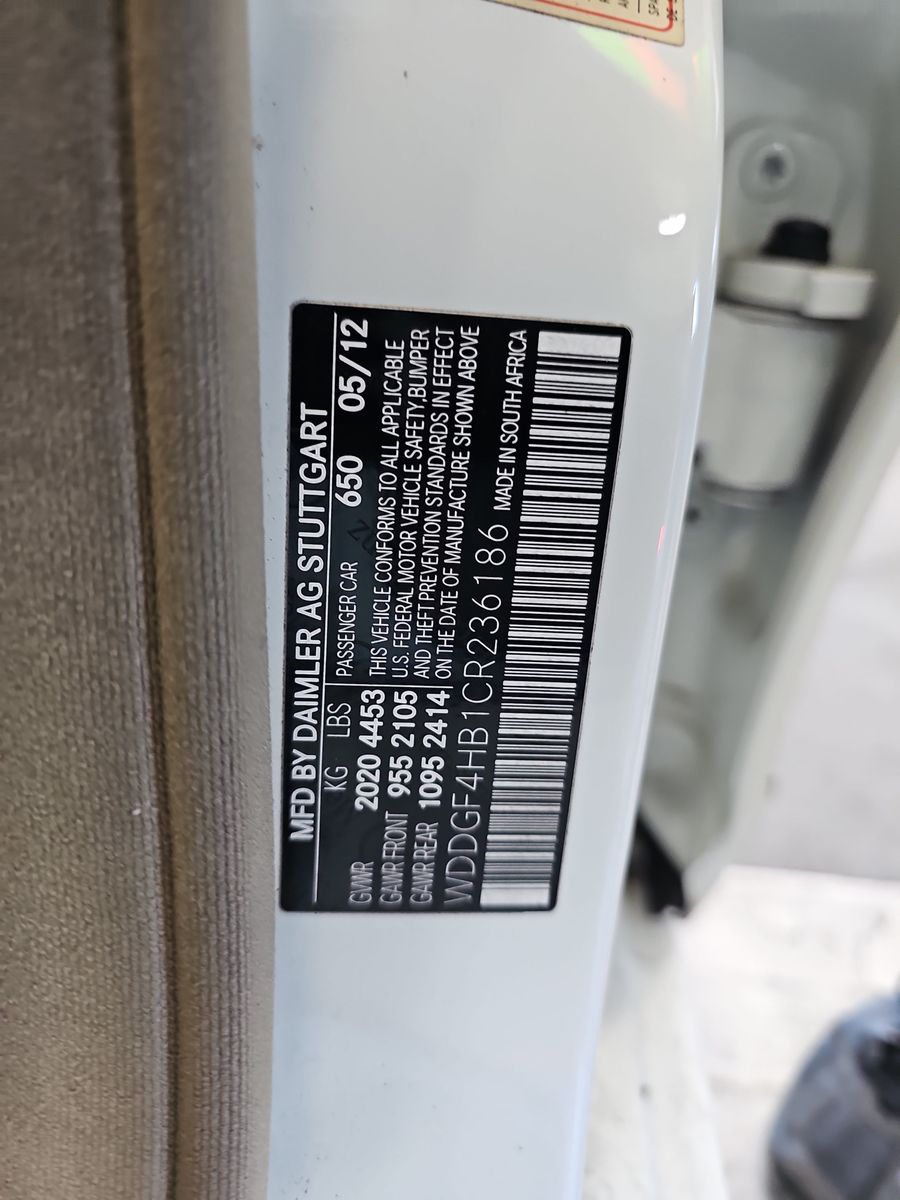 MFD BY DAIMLER AG STUTTGART
KG LBS PASSENGER CAR 650 05/12
GVWR 2020 4453 THIS VEHICLE CONFORMS TO ALL APPLICABLE
GAWR FRONT 955 2105 U.S. FEDERAL MOTOR VEHICLE SAFETY,BUMPER
GAWR REAR 1095 2414 AND THEFT PREVENTION STANDARDS IN EFFECT
ON THE DATE OF MANUFACTURE SHOWN ABOVE
WDDGF4HB1CR236186 MADE IN SOUTH AFRICA